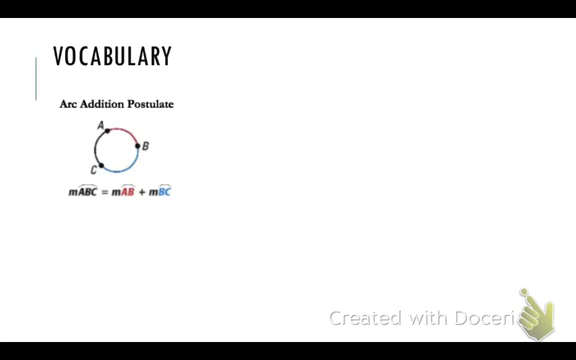 VOCABULARY
Arc Addition Postulate
A
B
C
mABC = mAB + mBC
Created with Doceri